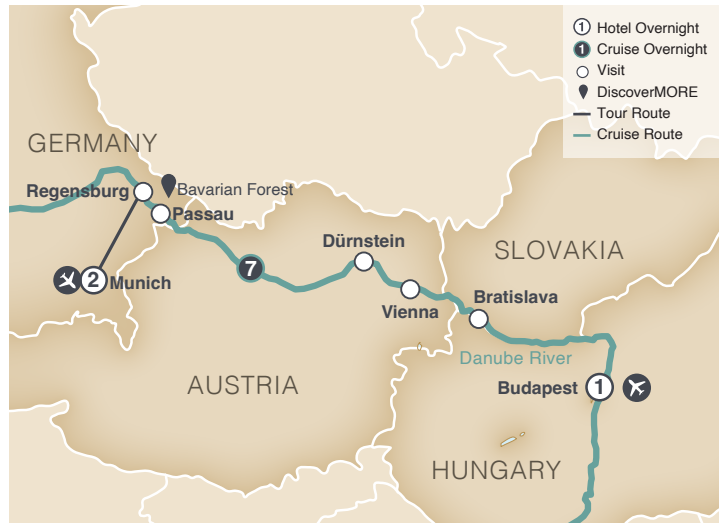 1 Hotel Overnight
1 Cruise Overnight
Visit
DiscoverMORE
Tour Route
Cruise Route
GERMANY
Regensburg
Bavarian Forest
Passau
Dürnstein
SLOVAKIA
7
2 Munich
Vienna
Bratislava
Danube River
AUSTRIA
Budapest 1
HUNGARY